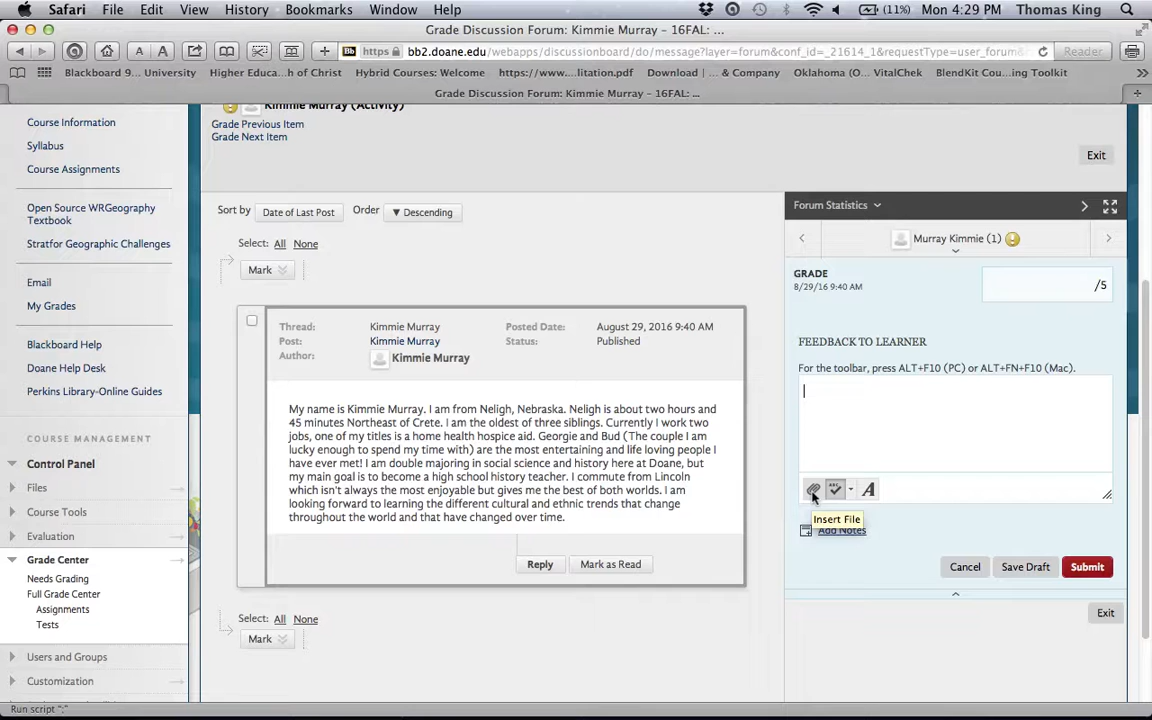 Safari File Edit View History Bookmarks Window Help (11%) Mon 4:29 PM Thomas King
Grade Discussion Forum: Kimmie Murray – 16FAL: ...
A A + Bb https bb2.doane.edu/webapps/discussionboard/do/message?layer=forum&conf_id=_21614_1&requestType=user_forum& Reader
Blackboard 9... University Higher Educa...h of Christ Hybrid Courses: Welcome https://www....litation.pdf Download | ... & Company Oklahoma (O... VitalChek BlendKit Cou...ing Toolkit
Grade Discussion Forum: Kimmie Murray – 16FAL: ...
Kimmie Murray (Activity)
Grade Previous Item
Grade Next Item
Exit
Course Information
Syllabus
Course Assignments
Open Source WRGeography
Textbook
Stratfor Geographic Challenges
Email
My Grades
Blackboard Help
Doane Help Desk
Perkins Library-Online Guides
COURSE MANAGEMENT
Control Panel
Files
Course Tools
Evaluation
Grade Center
Needs Grading
Full Grade Center
Assignments
Tests
Users and Groups
Customization
Sort by Date of Last Post Order Descending
Select: All None
Mark
Thread: Kimmie Murray Posted Date: August 29, 2016 9:40 AM
Post: Kimmie Murray Status: Published
Author: Kimmie Murray
My name is Kimmie Murray. I am from Neligh, Nebraska. Neligh is about two hours and
45 minutes Northeast of Crete. I am the oldest of three siblings. Currently I work two
jobs, one of my titles is a home health hospice aid. Georgie and Bud (The couple I am
lucky enough to spend my time with) are the most entertaining and life loving people I
have ever met! I am double majoring in social science and history here at Doane, but
my main goal is to become a high school history teacher. I commute from Lincoln
which isn't always the most enjoyable but gives me the best of both worlds. I am
looking forward to learning the different cultural and ethnic trends that change
throughout the world and that have changed over time.
Reply Mark as Read
Select: All None
Mark
Forum Statistics
Murray Kimmie (1)
GRADE
8/29/16 9:40 AM
/5
FEEDBACK TO LEARNER
For the toolbar, press ALT+F10 (PC) or ALT+FN+F10 (Mac).
ABC A
Insert File
Add Notes
Cancel Save Draft Submit
Exit
Run script ";"